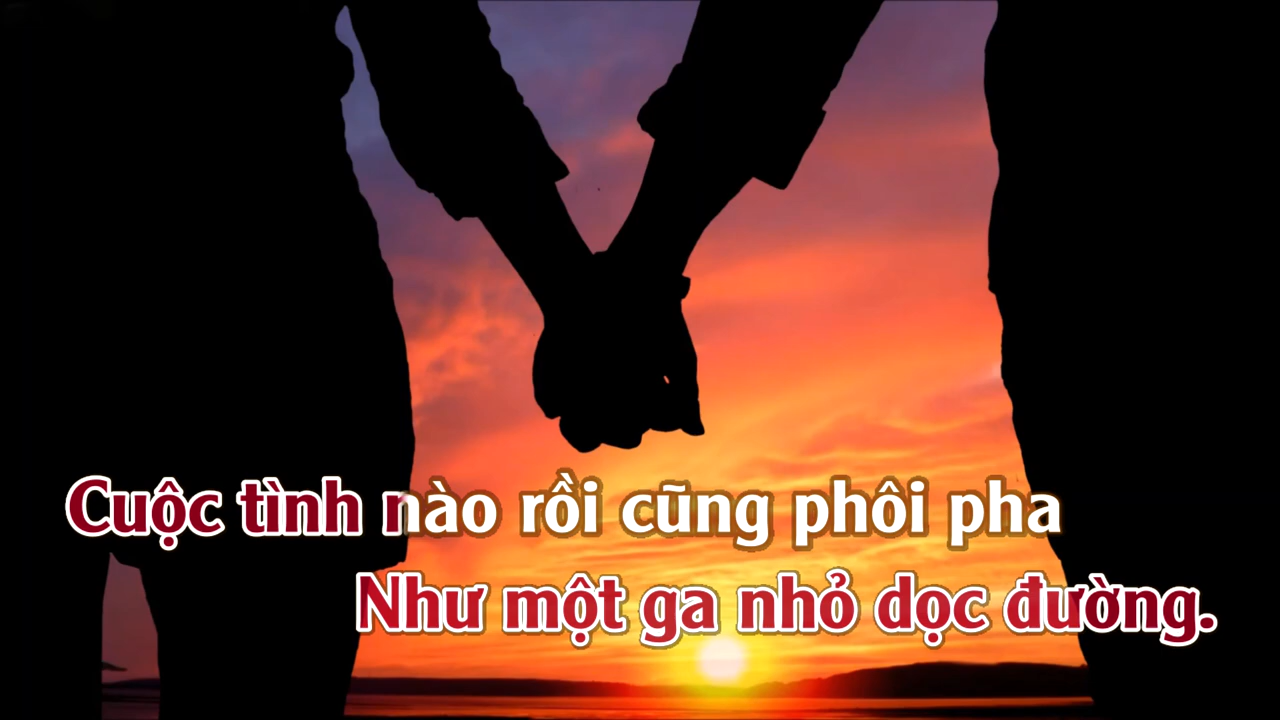 Cuộc tình nào rồi cũng phôi pha
Như một ga nhỏ dọc đường.